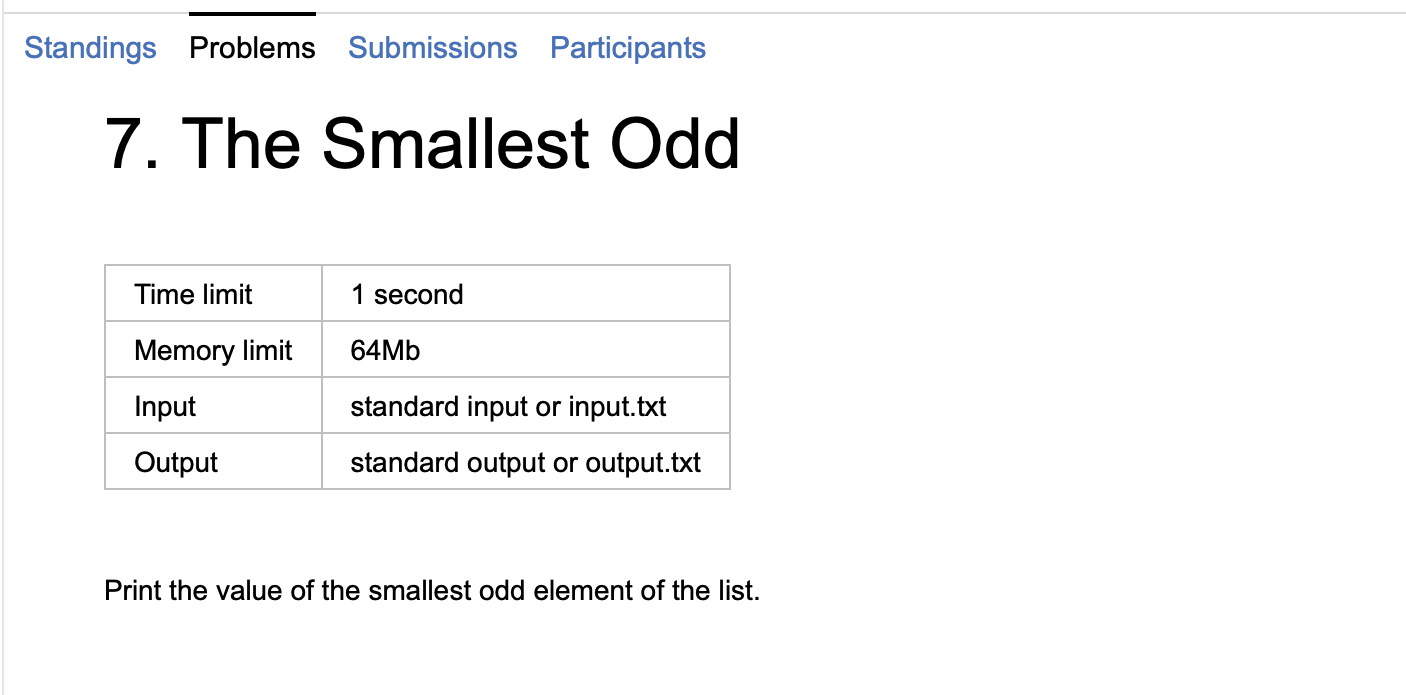 Standings Problems Submissions Participants
7. The Smallest Odd
Time limit 1 second
Memory limit 64Mb
Input standard input or input.txt
Output standard output or output.txt
Print the value of the smallest odd element of the list.